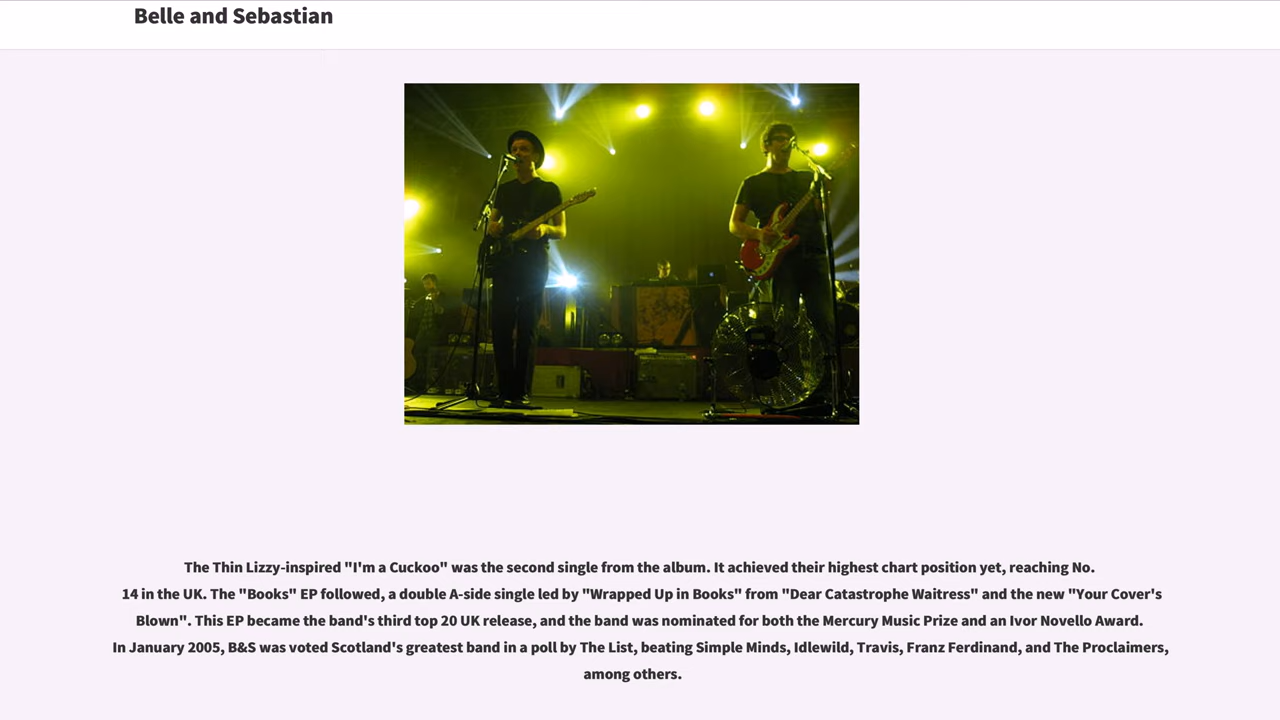 Belle and Sebastian
The Thin Lizzy-inspired "I'm a Cuckoo" was the second single from the album. It achieved their highest chart position yet, reaching No.
14 in the UK. The "Books" EP followed, a double A-side single led by "Wrapped Up in Books" from "Dear Catastrophe Waitress" and the new "Your Cover's
Blown". This EP became the band's third top 20 UK release, and the band was nominated for both the Mercury Music Prize and an Ivor Novello Award.
In January 2005, B&S was voted Scotland's greatest band in a poll by The List, beating Simple Minds, Idlewild, Travis, Franz Ferdinand, and The Proclaimers,
among others.